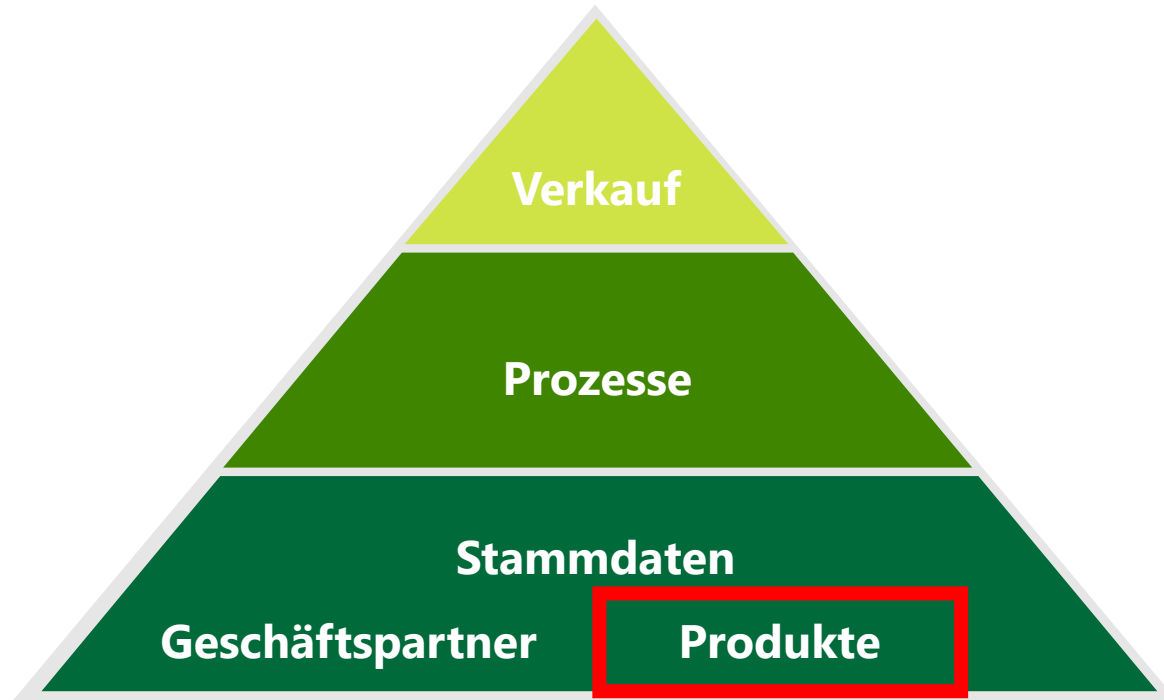 Verkauf
Prozesse
Stammdaten
Geschäftspartner Produkte